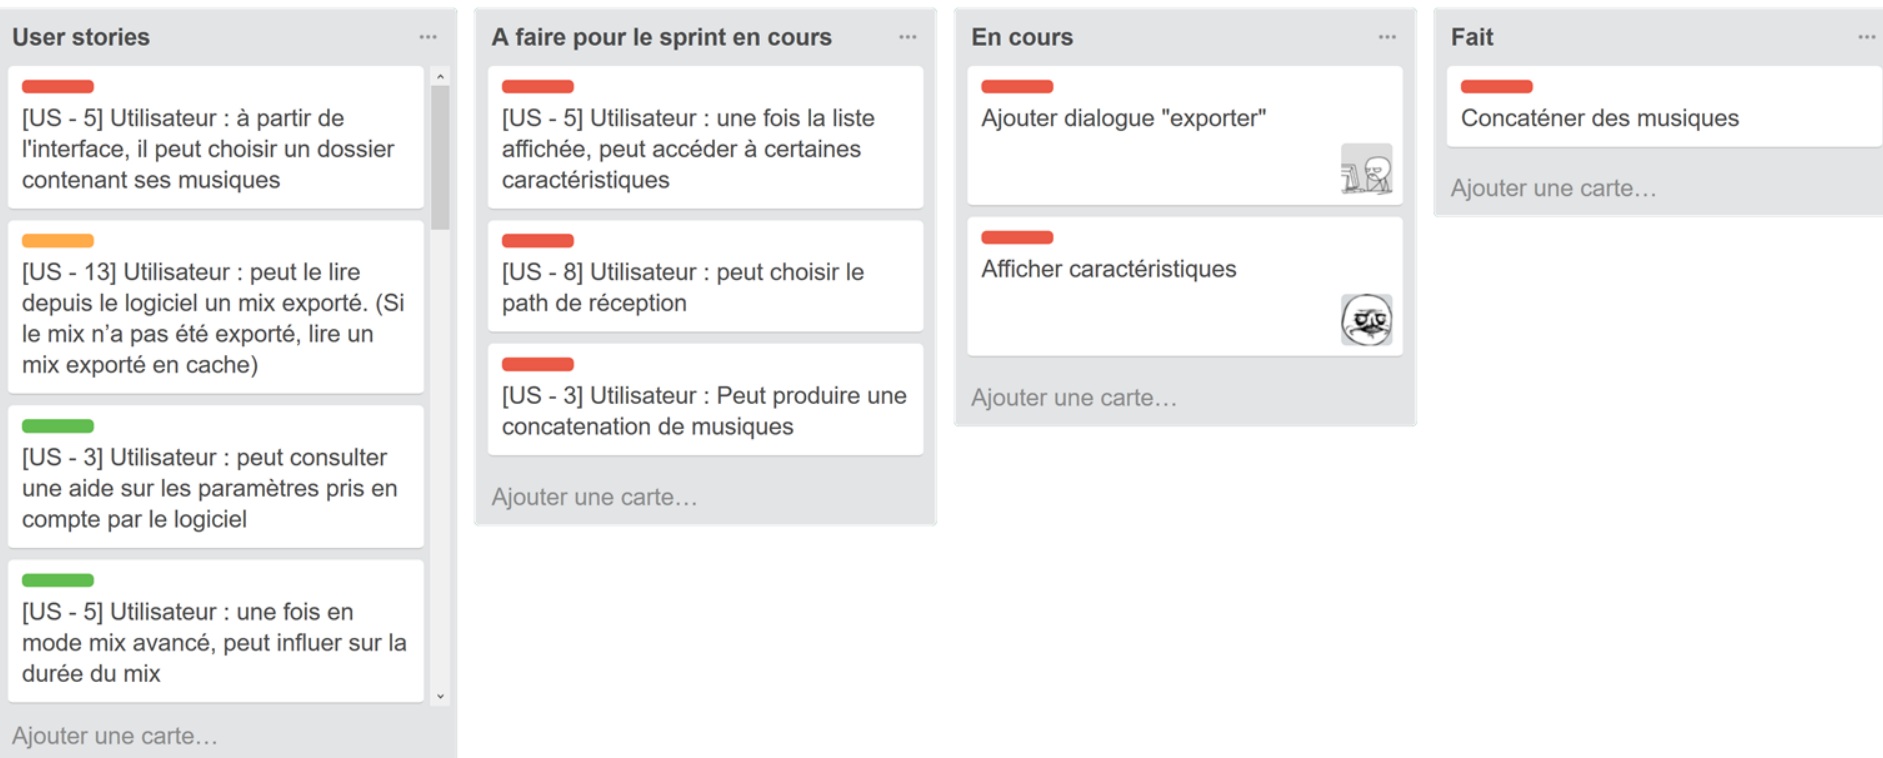 User stories
[US - 5] Utilisateur : à partir de
l'interface, il peut choisir un dossier
contenant ses musiques
[US - 13] Utilisateur : peut le lire
depuis le logiciel un mix exporté. (Si
le mix n’a pas été exporté, lire un
mix exporté en cache)
[US - 3] Utilisateur : peut consulter
une aide sur les paramètres pris en
compte par le logiciel
[US - 5] Utilisateur : une fois en
mode mix avancé, peut influer sur la
durée du mix
Ajouter une carte…
A faire pour le sprint en cours
[US - 5] Utilisateur : une fois la liste
affichée, peut accéder à certaines
caractéristiques
[US - 8] Utilisateur : peut choisir le
path de réception
[US - 3] Utilisateur : Peut produire une
concatenation de musiques
Ajouter une carte…
En cours
Ajouter dialogue "exporter"
Afficher caractéristiques
Ajouter une carte…
Fait
Concaténer des musiques
Ajouter une carte…